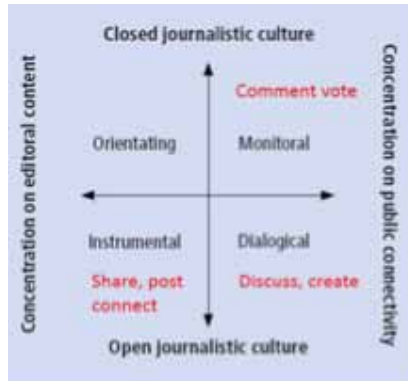 Closed journalistic culture
Concentration on editoral content
Concentration on public connectivity
Comment vote
Orientating
Monitoral
Instrumental
Dialogical
Share, post
connect
Discuss, create
Open journalistic culture